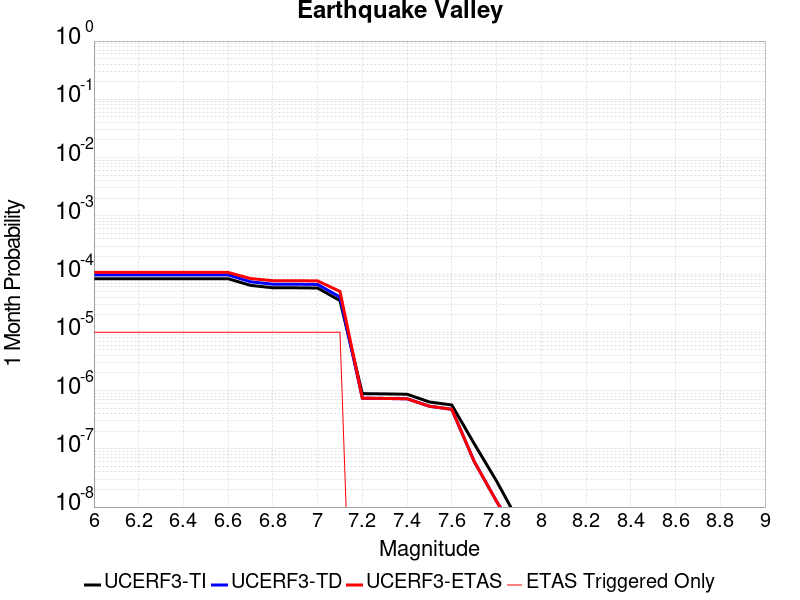 Earthquake Valley
1 Month Probability
10^0
10^-1
10^-2
10^-3
10^-4
10^-5
10^-6
10^-7
10^-8
6 6.2 6.4 6.6 6.8 7 7.2 7.4 7.6 7.8 8 8.2 8.4 8.6 8.8 9
Magnitude
UCERF3-TI UCERF3-TD UCERF3-ETAS ETAS Triggered Only